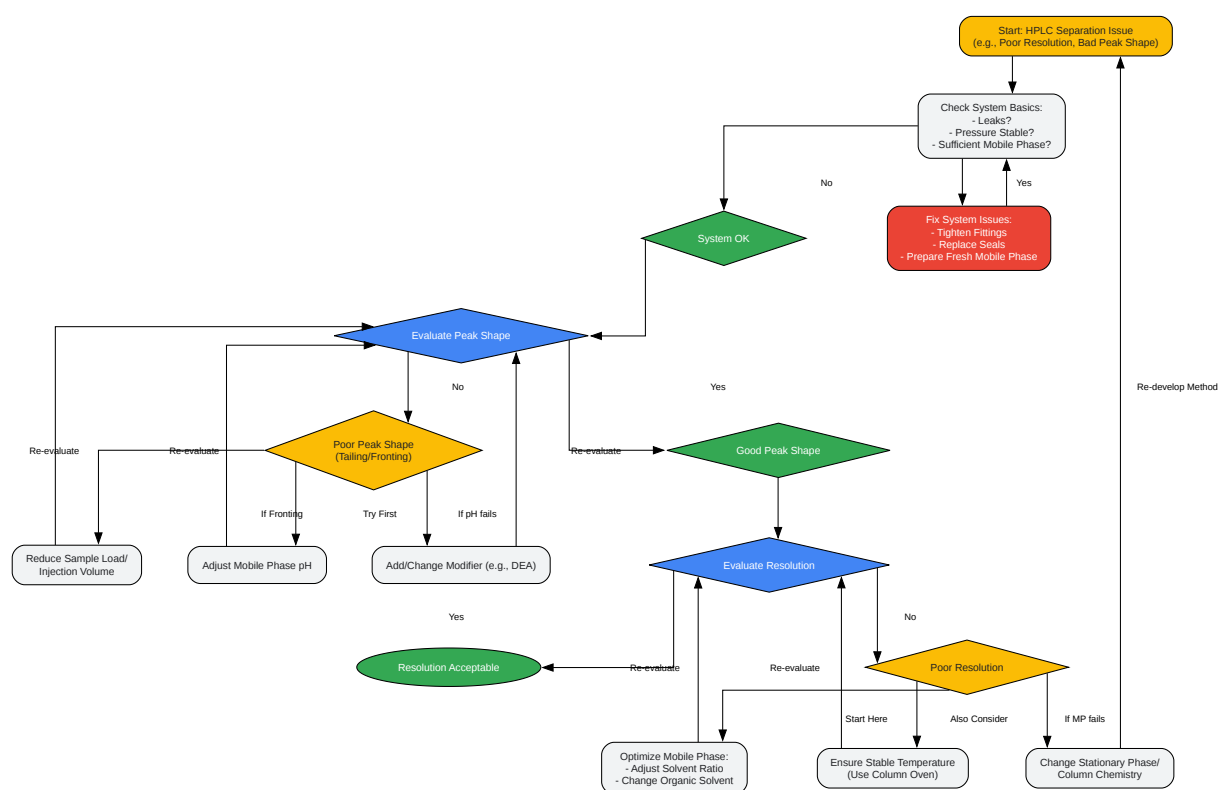 Start: HPLC Separation Issue
(e.g., Poor Resolution, Bad Peak Shape)
Check System Basics:
- Leaks?
- Pressure Stable?
- Sufficient Mobile Phase?
No
Yes
Fix System Issues:
- Tighten Fittings
- Replace Seals
- Prepare Fresh Mobile Phase
System OK
Evaluate Peak Shape
No
Yes
Re-develop Method
Poor Peak Shape
(Tailing/Fronting)
Re-evaluate
Re-evaluate
Re-evaluate
Good Peak Shape
If Fronting
Try First
If pH fails
Reduce Sample Load/
Injection Volume
Adjust Mobile Phase pH
Add/Change Modifier (e.g., DEA)
Evaluate Resolution
Yes
No
Resolution Acceptable
Re-evaluate
Re-evaluate
Poor Resolution
Start Here
Also Consider
If MP fails
Optimize Mobile Phase:
- Adjust Solvent Ratio
- Change Organic Solvent
Ensure Stable Temperature
(Use Column Oven)
Change Stationary Phase/
Column Chemistry